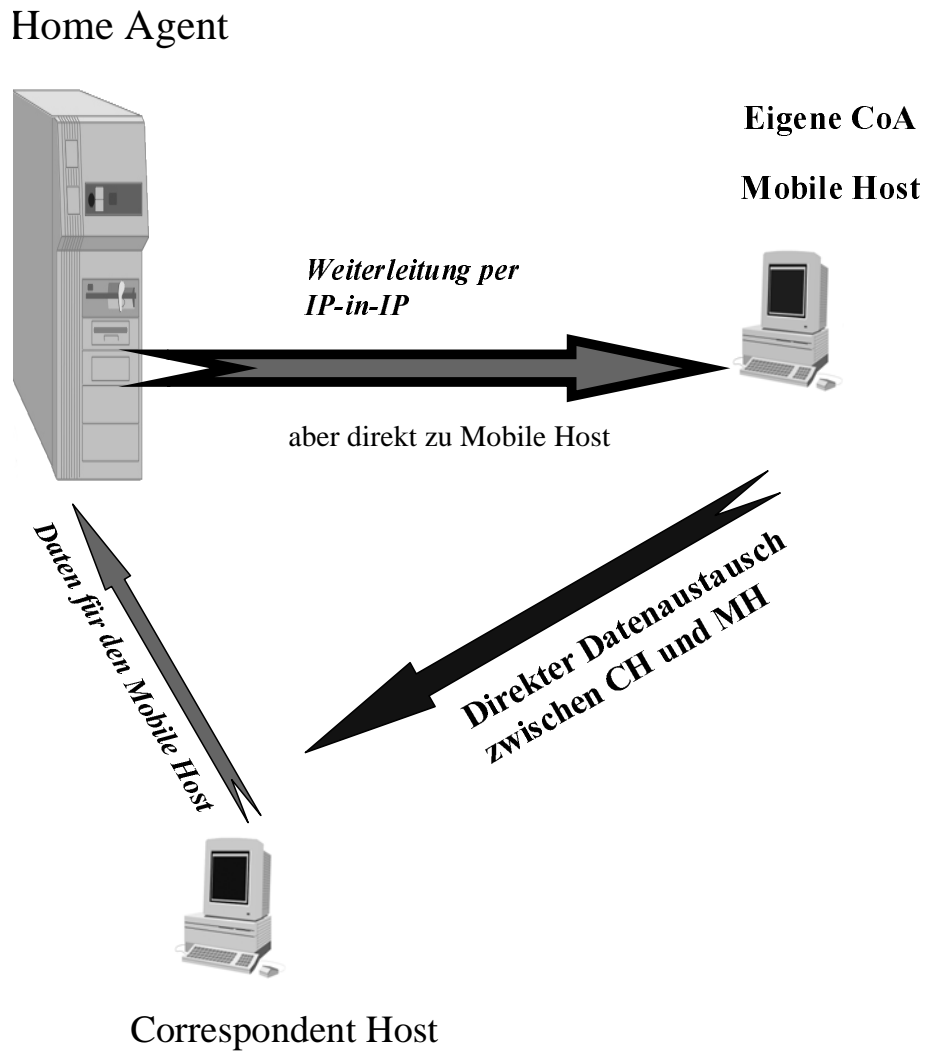 Home Agent
Eigene CoA
Mobile Host
Weiterleitung per
IP-in-IP
aber direkt zu Mobile Host
Daten für den Mobile Host
Direkter Datenaustausch
zwischen CH und MH
Correspondent Host